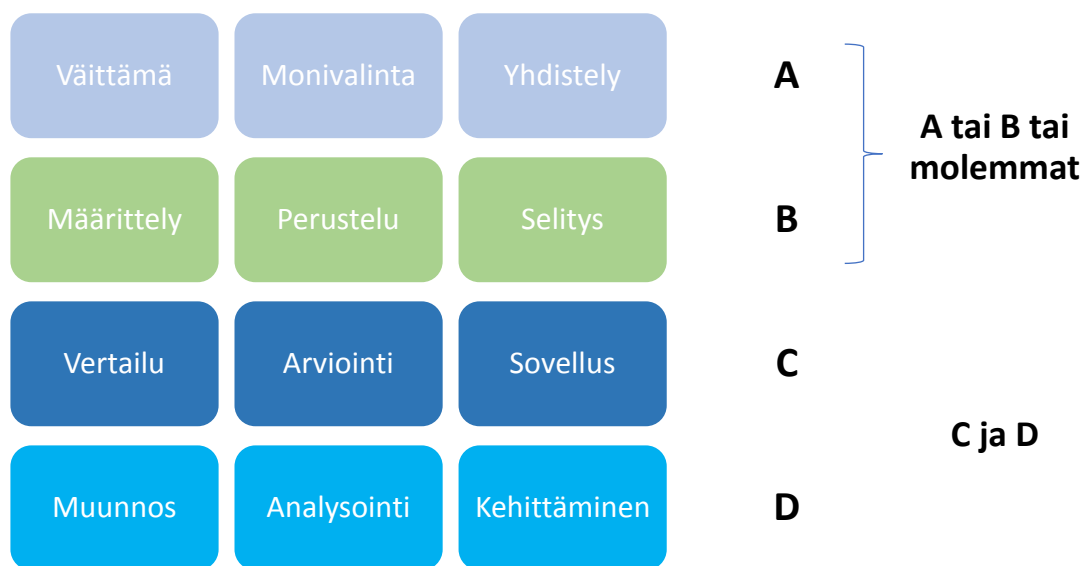 Väittämä Monivalinta Yhdistely A
A tai B tai
molemmat
Määrittely Perustelu Selitys B
Vertailu Arviointi Sovellus C
C ja D
Muunnos Analysointi Kehittäminen D